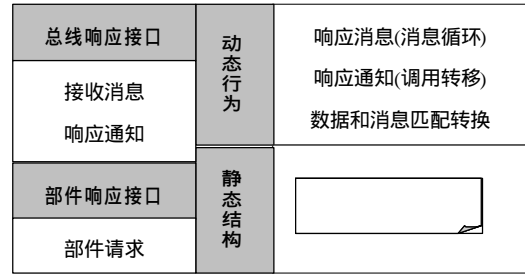 总线响应接口
接收消息
响应通知
部件响应接口
部件请求
动态行为
静态结构
响应消息(消息循环)
响应通知(调用转移)
数据和消息匹配转换